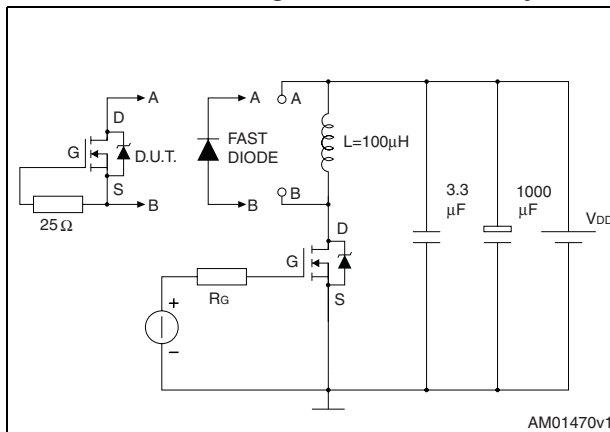 A
A
A
D
G
D.U.T.
FAST
DIODE
L=100µH
S
B
B
B
25Ω
3.3
µF
1000
µF
VDD
D
G
S
RG
+
−
AM01470v1